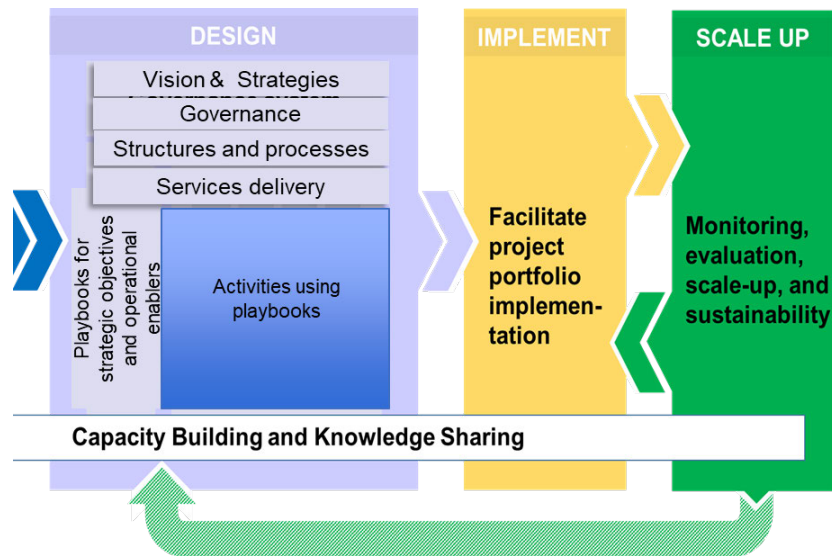 DESIGN
IMPLEMENT
SCALE UP
Vision & Strategies
Governance
Structures and processes
Services delivery
Playbooks for
strategic objectives
and operational
enablers
Activities using
playbooks
Facilitate
project
portfolio
implemen-
tation
Monitoring,
evaluation,
scale-up, and
sustainability
Capacity Building and Knowledge Sharing